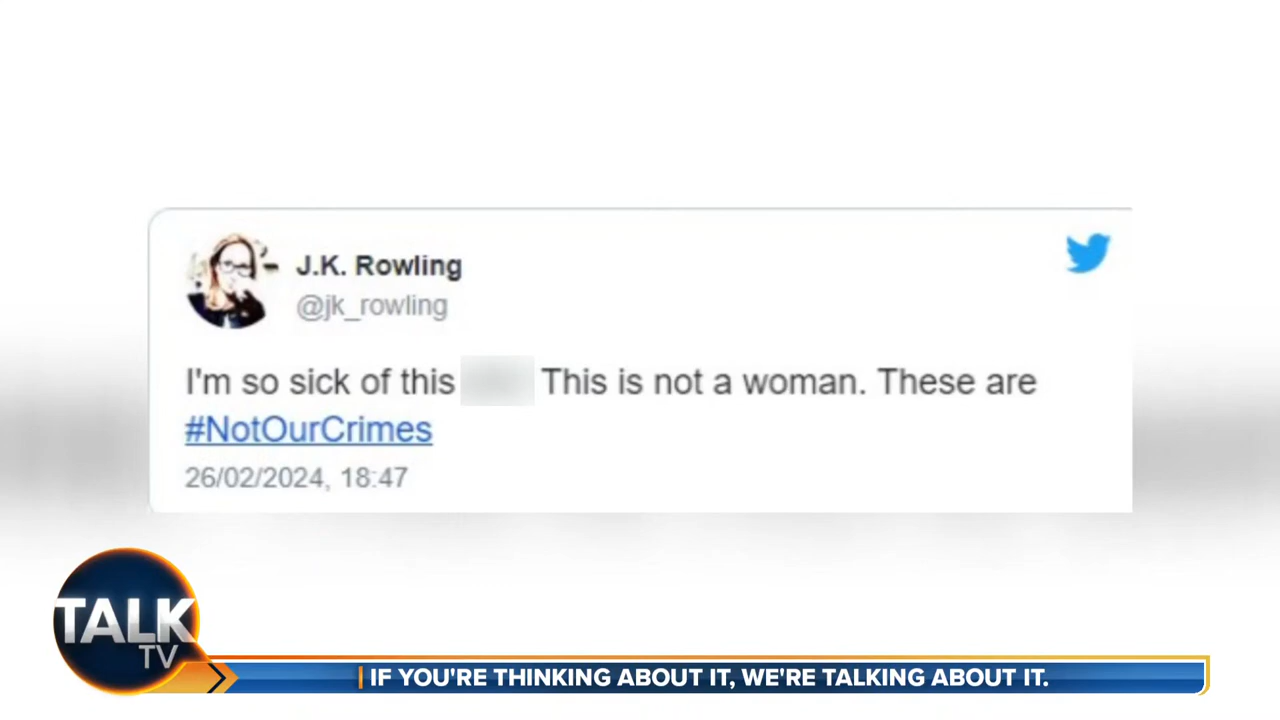 J.K. Rowling
@jk_rowling
I'm so sick of this This is not a woman. These are
#NotOurCrimes
26/02/2024, 18:47
TALK
TV
IF YOU'RE THINKING ABOUT IT, WE'RE TALKING ABOUT IT.